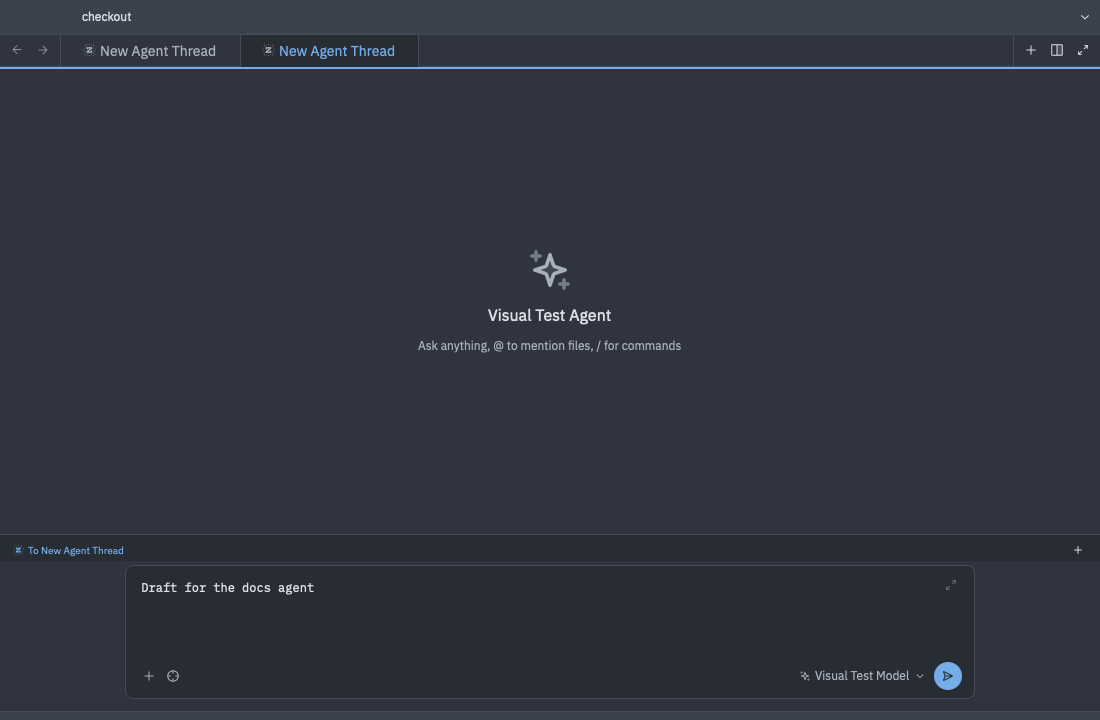 checkout
New Agent Thread
New Agent Thread
Visual Test Agent
Ask anything, @ to mention files, / for commands
To New Agent Thread
Draft for the docs agent
Visual Test Model